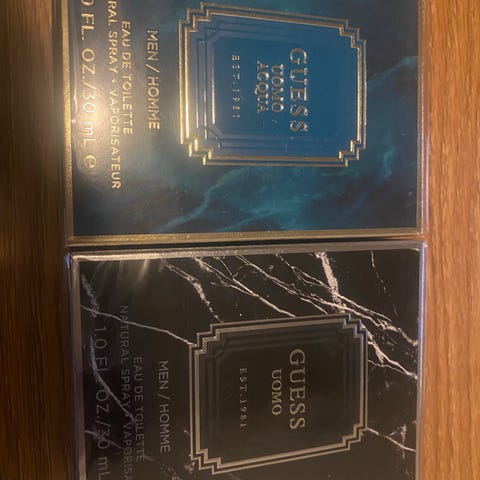 GUESS
UOMO
ACQUA
EST. 1981
MEN / HOMME
EAU DE TOILETTE
RAL SPRAY • VAPORISATEUR
0 FL. OZ./30 mL ℮
GUESS
UOMO
EST. 1981
MEN / HOMME
EAU DE TOILETTE
NATURAL SPRAY • VAPORISA
1.0 FL. OZ./30 mL